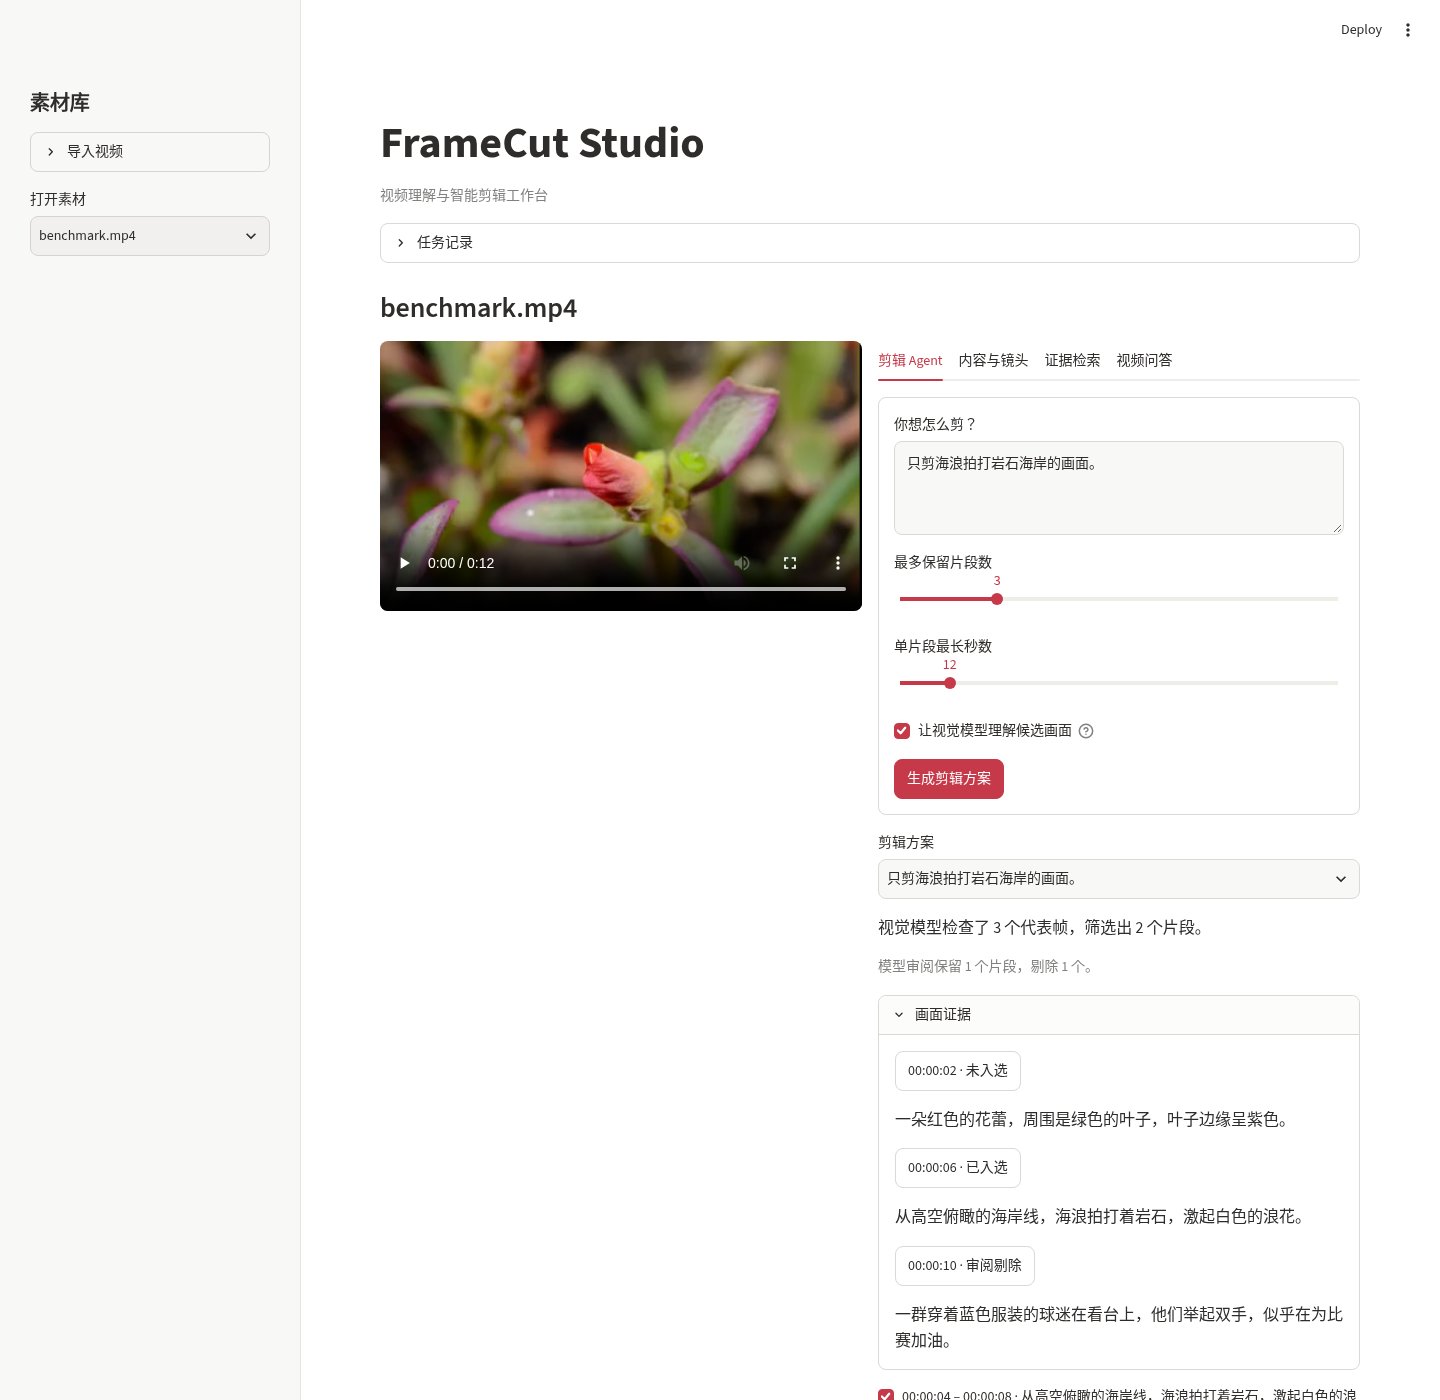 Deploy
素材库
导入视频
打开素材
benchmark.mp4
FrameCut Studio
视频理解与智能剪辑工作台
任务记录
benchmark.mp4
0:00 / 0:12
剪辑 Agent 内容与镜头 证据检索 视频问答
你想怎么剪？
只剪海浪拍打岩石海岸的画面。
最多保留片段数
3
单片段最长秒数
12
让视觉模型理解候选画面
生成剪辑方案
剪辑方案
只剪海浪拍打岩石海岸的画面。
视觉模型检查了 3 个代表帧，筛选出 2 个片段。
模型审阅保留 1 个片段，剔除 1 个。
画面证据
00:00:02 · 未入选
一朵红色的花蕾，周围是绿色的叶子，叶子边缘呈紫色。
00:00:06 · 已入选
从高空俯瞰的海岸线，海浪拍打着岩石，激起白色的浪花。
00:00:10 · 审阅剔除
一群穿着蓝色服装的球迷在看台上，他们举起双手，似乎在为比
赛加油。
00:00:04 – 00:00:08 · 从高空俯瞰的海岸线，海浪拍打着岩石，激起白色的浪